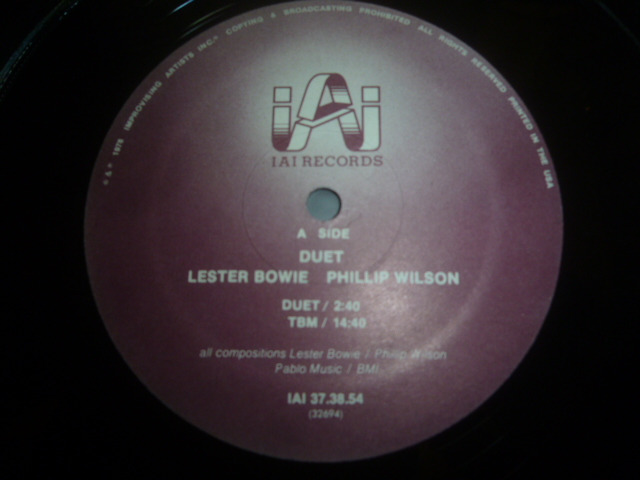 ℗ & © 1978 IMPROVISING ARTISTS INC.® COPYING & BROADCASTING PROHIBITED ALL RIGHTS RESERVED PRINTED IN THE USA
iAi
IAI RECORDS
A SIDE
DUET
LESTER BOWIE PHILLIP WILSON
DUET / 2:40
TBM / 14:40
all compositions Lester Bowie / Phillip Wilson
Pablo Music / BMI
IAI 37.38.54
(32694)